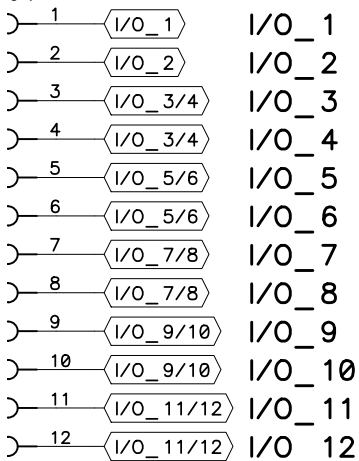 1 I/O_1 I/O_1
2 I/O_2 I/O_2
3 I/O_3/4 I/O_3
4 I/O_3/4 I/O_4
5 I/O_5/6 I/O_5
6 I/O_5/6 I/O_6
7 I/O_7/8 I/O_7
8 I/O_7/8 I/O_8
9 I/O_9/10 I/O_9
10 I/O_9/10 I/O_10
11 I/O_11/12 I/O_11
12 I/O_11/12 I/O 12